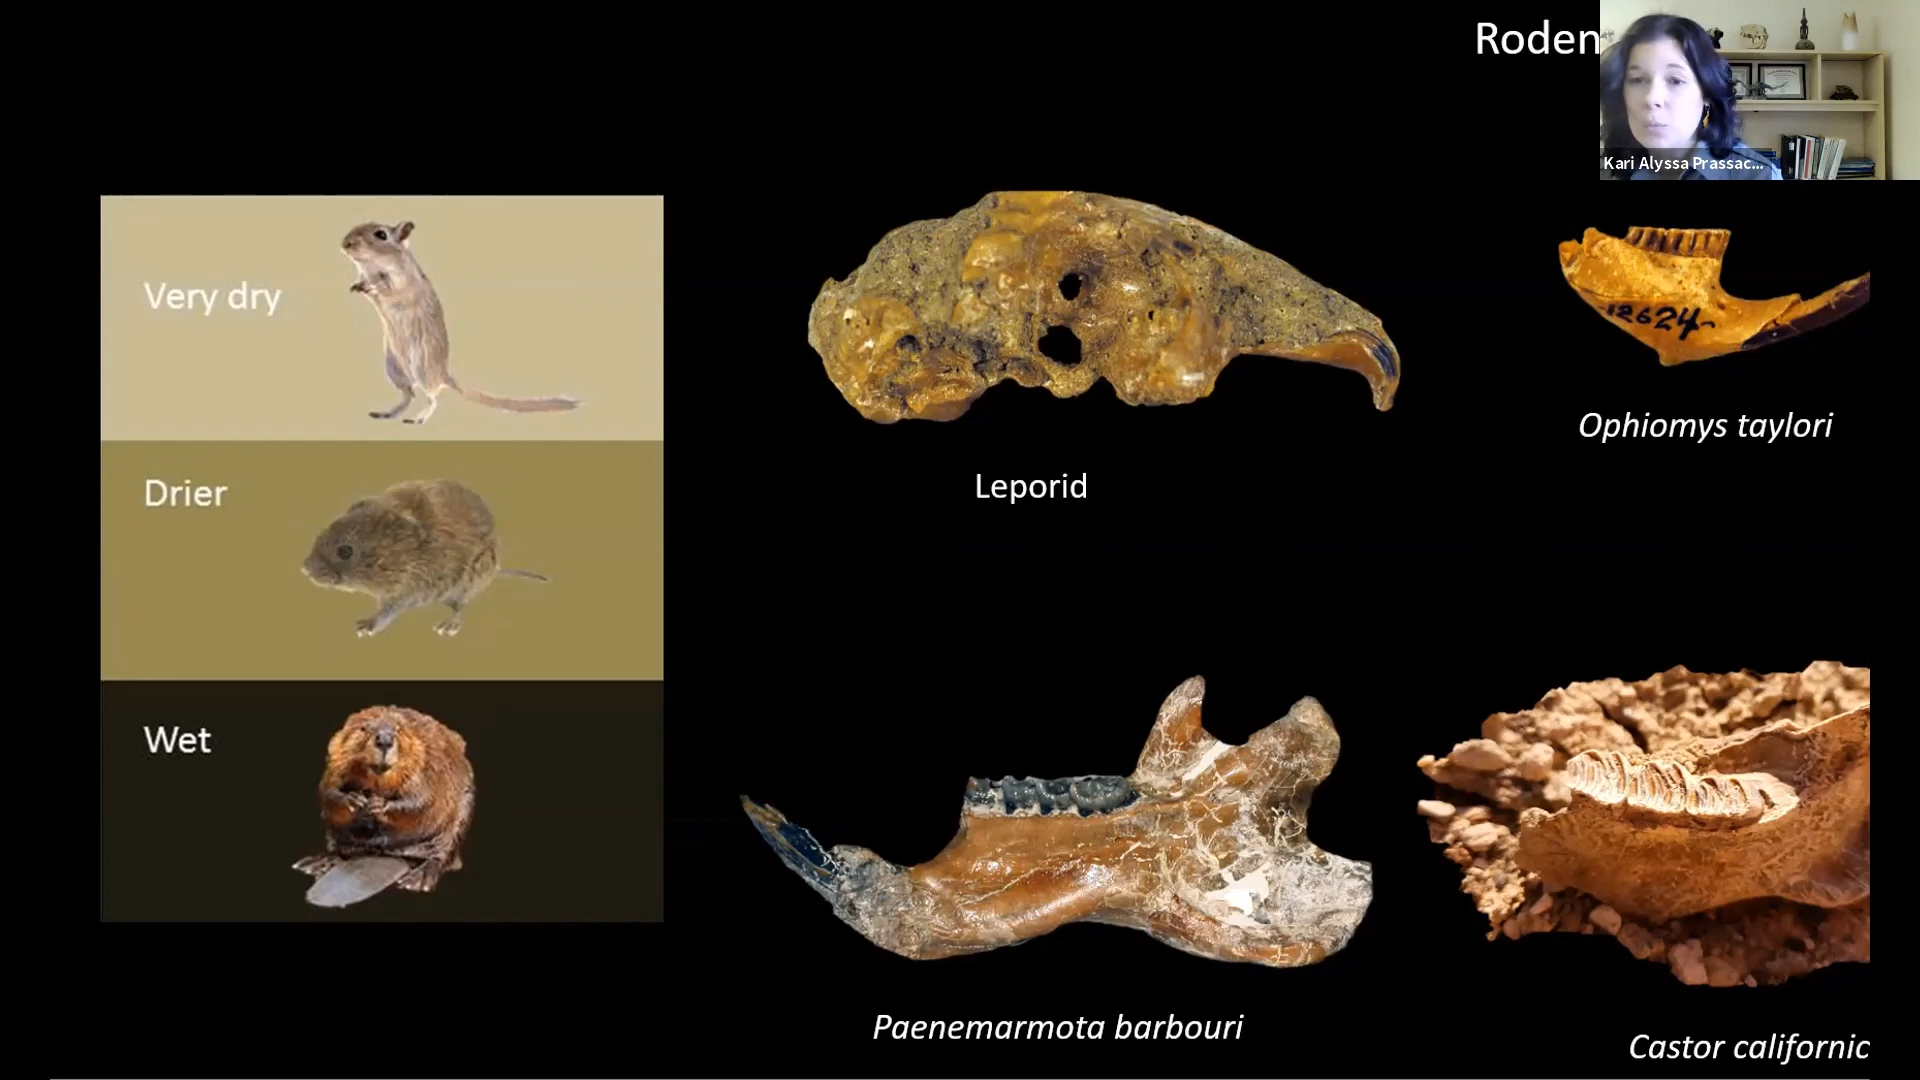 Roden
Kari Alyssa Prassac...
Very dry
12624
Ophiomys taylori
Drier
Leporid
Wet
Paenemarmota barbouri
Castor californic